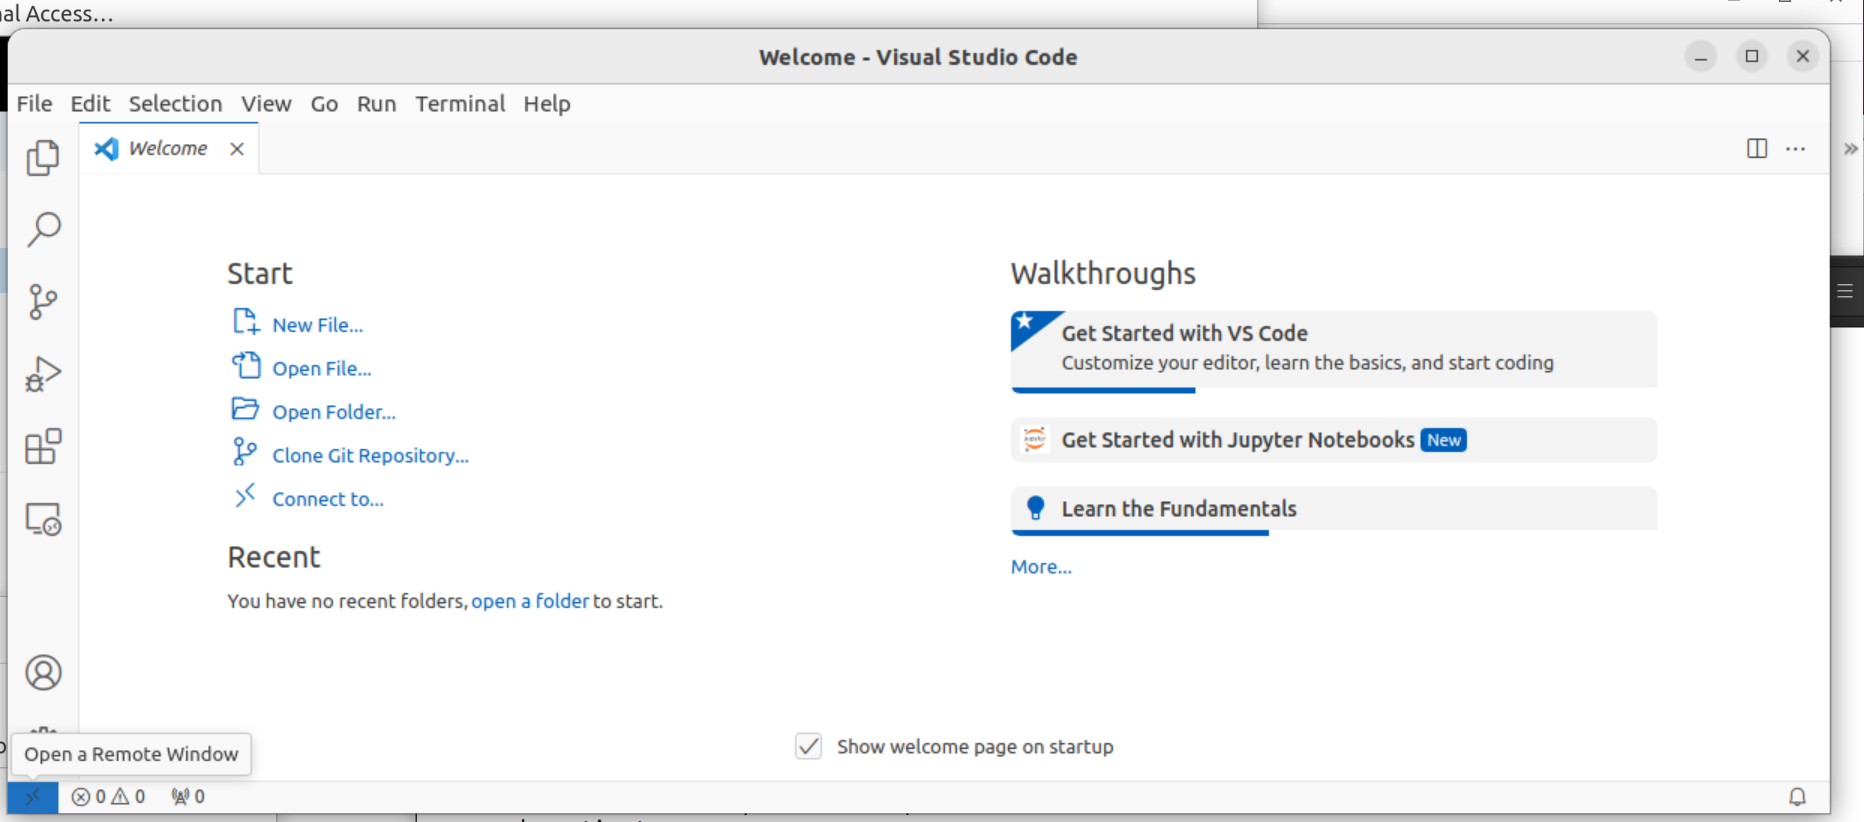 al Access...
Welcome - Visual Studio Code
File Edit Selection View Go Run Terminal Help
Welcome
Start
New File...
Open File...
Open Folder...
Clone Git Repository...
Connect to...
Recent
You have no recent folders, open a folder to start.
Walkthroughs
Get Started with VS Code
Customize your editor, learn the basics, and start coding
Get Started with Jupyter Notebooks New
Learn the Fundamentals
More...
Show welcome page on startup
Open a Remote Window
0 0 0